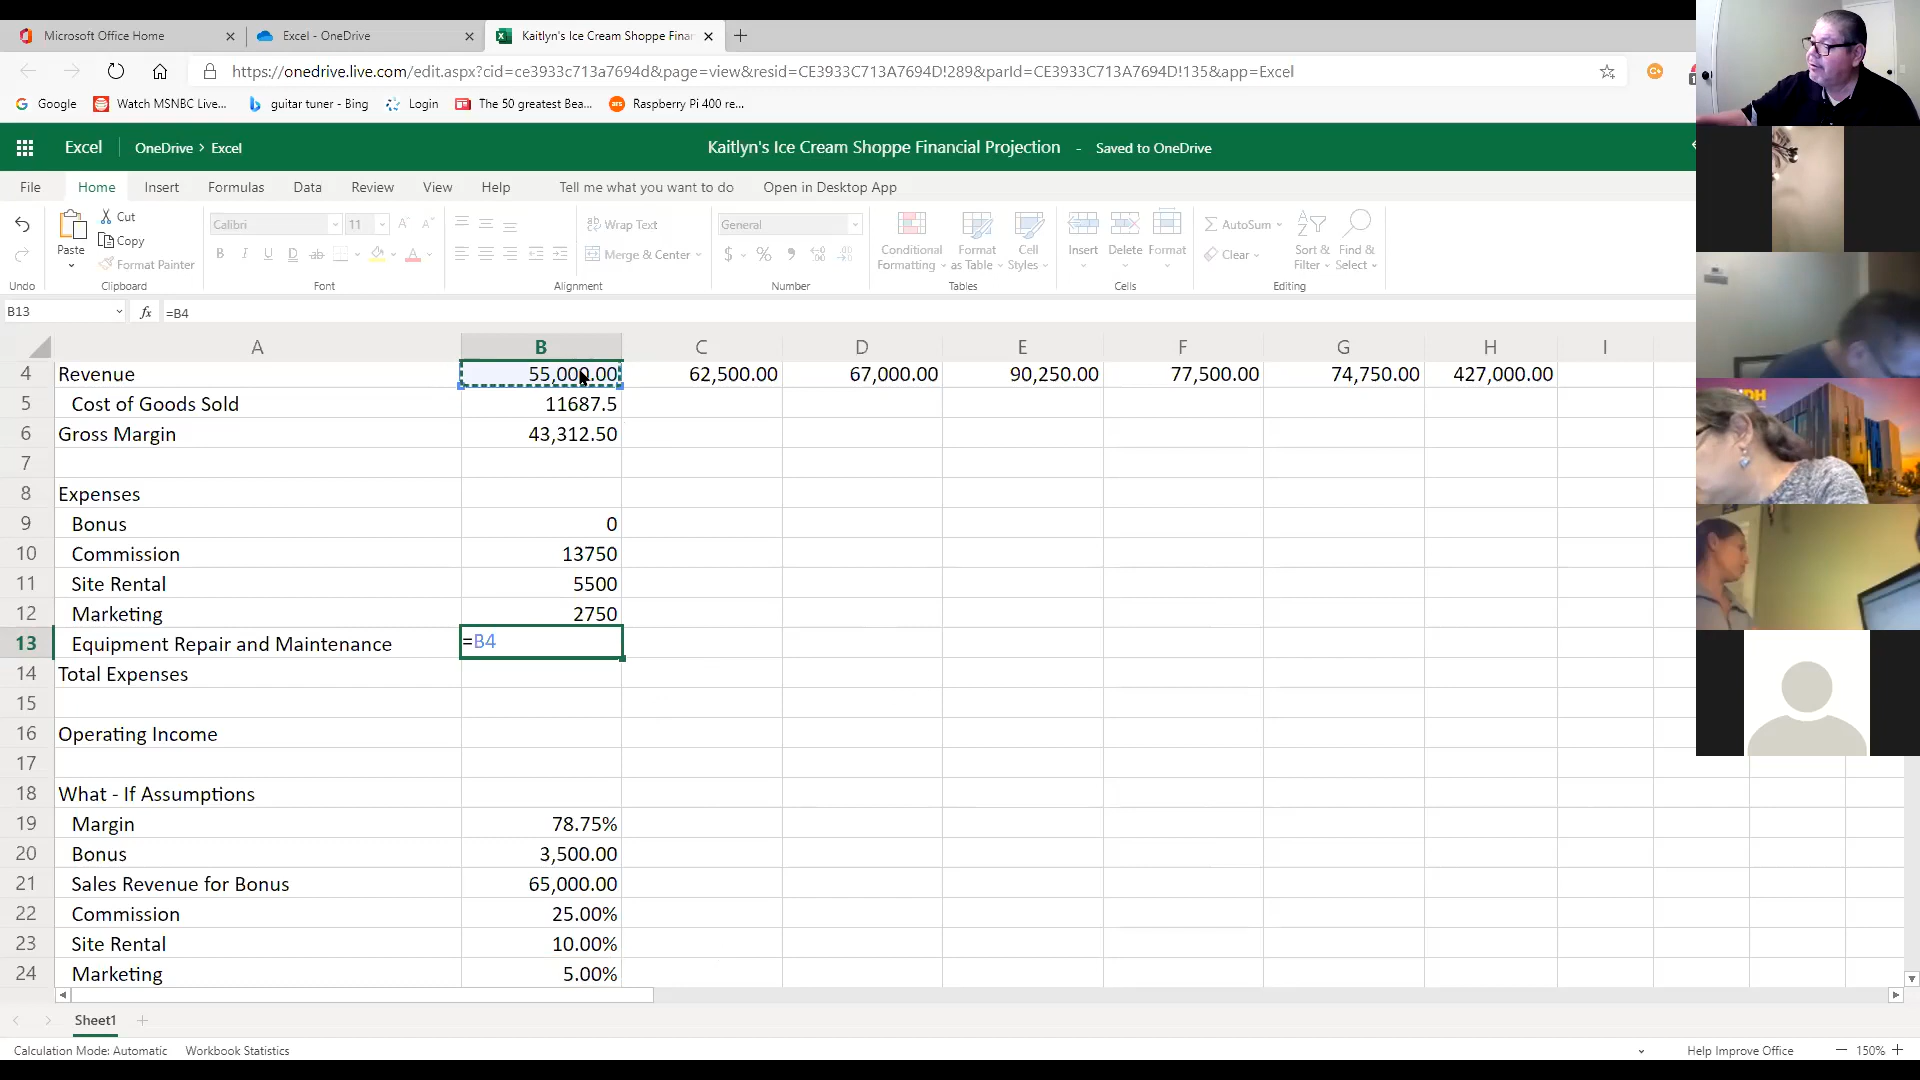 Microsoft Office Home
Excel - OneDrive
Kaitlyn's Ice Cream Shoppe Finan
https://onedrive.live.com/edit.aspx?cid=ce3933c713a7694d&page=view&resid=CE3933C713A7694D!289&parId=CE3933C713A7694D!135&app=Excel
Google Watch MSNBC Live... guitar tuner - Bing Login The 50 greatest Bea... Raspberry Pi 400 re...
Excel OneDrive > Excel Kaitlyn's Ice Cream Shoppe Financial Projection - Saved to OneDrive
File Home Insert Formulas Data Review View Help Tell me what you want to do Open in Desktop App
Paste Cut Copy Format Painter
Calibri 11 Wrap Text Merge & Center General
Conditional Formatting Format as Table Cell Styles Insert Delete Format
AutoSum Clear Sort & Filter Find & Select
Undo Clipboard Font Alignment Number Tables Cells Editing
B13 fx =B4
A B C D E F G H I
4 Revenue 55,000.00 62,500.00 67,000.00 90,250.00 77,500.00 74,750.00 427,000.00
5 Cost of Goods Sold 11687.5
6 Gross Margin 43,312.50
7
8 Expenses
9 Bonus 0
10 Commission 13750
11 Site Rental 5500
12 Marketing 2750
13 Equipment Repair and Maintenance =B4
14 Total Expenses
15
16 Operating Income
17
18 What - If Assumptions
19 Margin 78.75%
20 Bonus 3,500.00
21 Sales Revenue for Bonus 65,000.00
22 Commission 25.00%
23 Site Rental 10.00%
24 Marketing 5.00%
Sheet1
Calculation Mode: Automatic Workbook Statistics Help Improve Office 150%